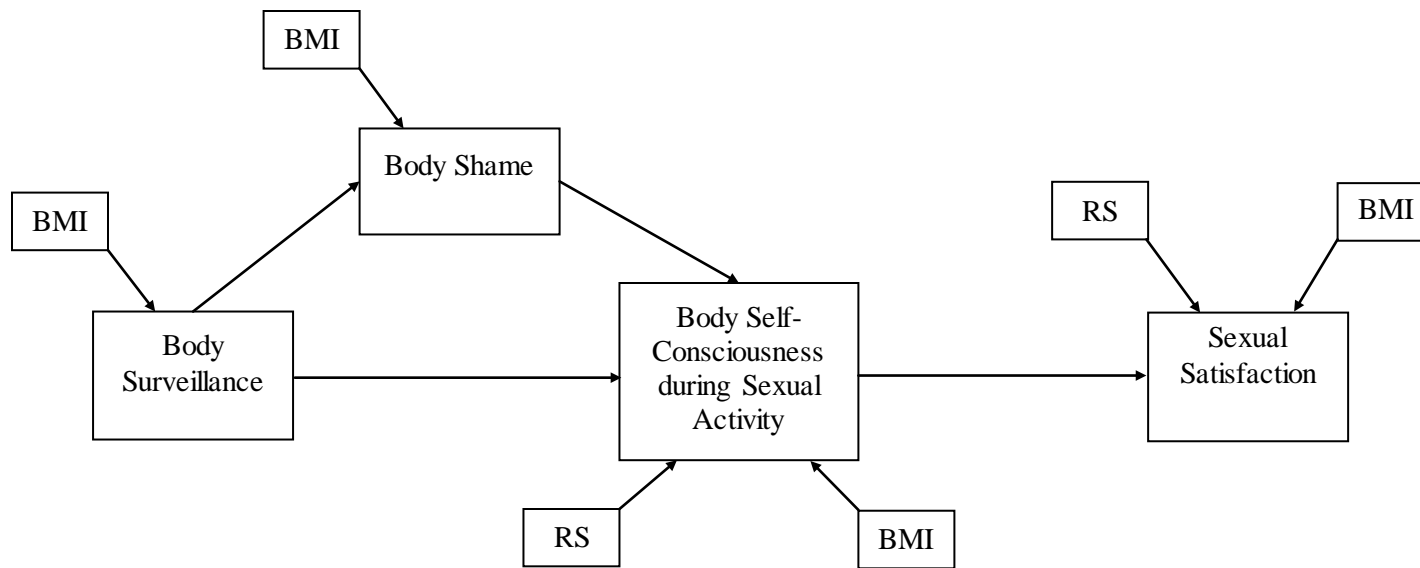 BMI
Body Shame
BMI
RS
BMI
Body
Surveillance
Body Self-
Consciousness
during Sexual
Activity
Sexual
Satisfaction
RS
BMI